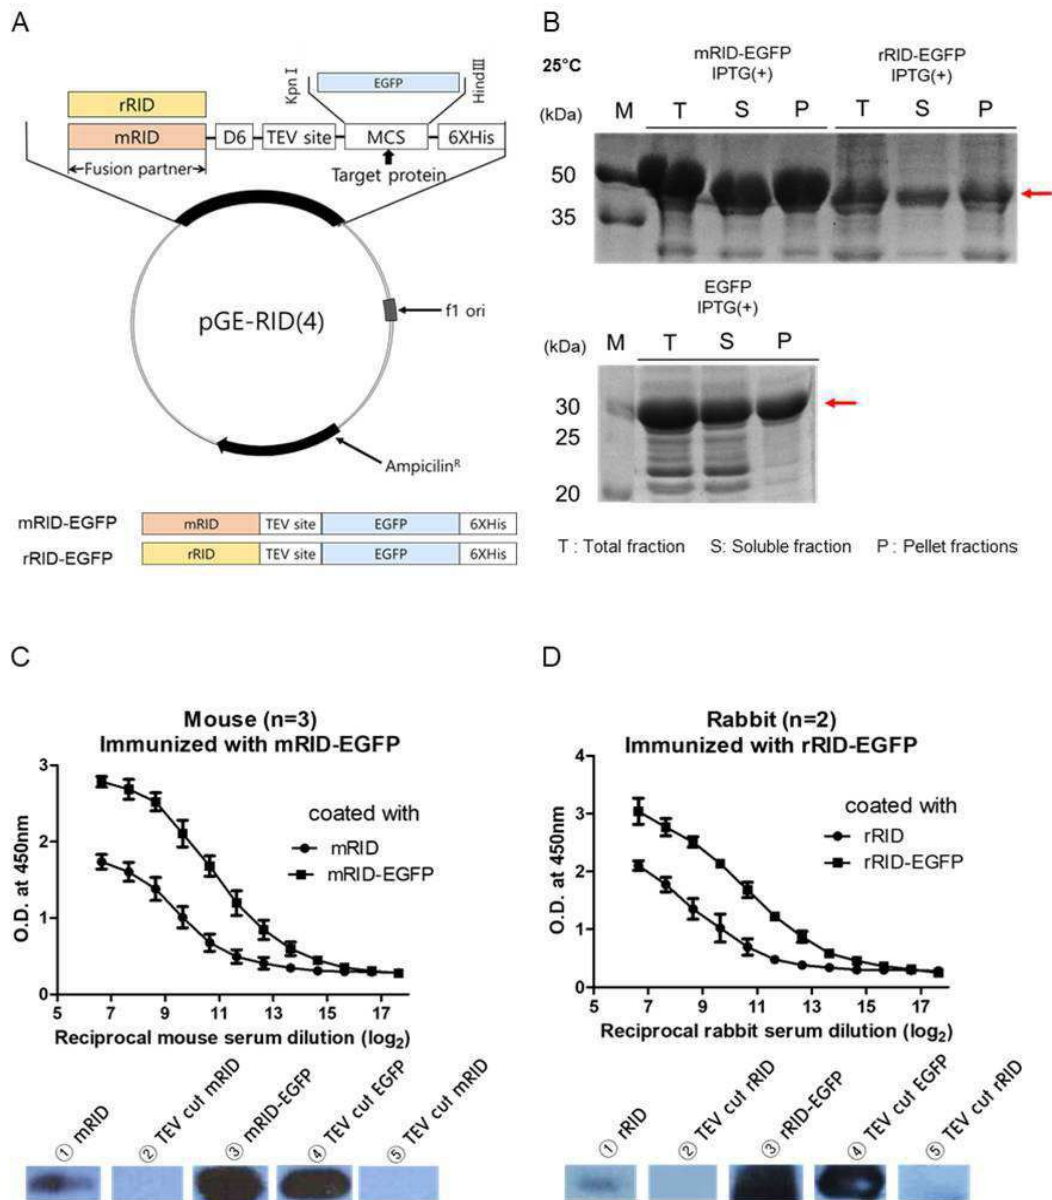 A
Kpn I
EGFP
HindIII
rRID
mRID
D6
TEV site
MCS
6XHis
Fusion partner
Target protein
pGE-RID(4)
f1 ori
Ampicilin^R
mRID-EGFP
mRID
TEV site
EGFP
6XHis
rRID-EGFP
rRID
TEV site
EGFP
6XHis
B
25°C
mRID-EGFP
IPTG(+)
rRID-EGFP
IPTG(+)
(kDa)
M
T
S
P
T
S
P
50
35
EGFP
IPTG(+)
(kDa)
M
T
S
P
30
25
20
T : Total fraction S: Soluble fraction P : Pellet fractions
C
Mouse (n=3)
Immunized with mRID-EGFP
coated with
mRID
mRID-EGFP
O.D. at 450nm
3
2
1
0
5 7 9 11 13 15 17
Reciprocal mouse serum dilution (log₂)
① mRID
② TEV cut mRID
③ mRID-EGFP
④ TEV cut EGFP
⑤ TEV cut mRID
D
Rabbit (n=2)
Immunized with rRID-EGFP
coated with
rRID
rRID-EGFP
O.D. at 450nm
4
3
2
1
0
5 7 9 11 13 15 17
Reciprocal rabbit serum dilution (log₂)
① rRID
② TEV cut rRID
③ rRID-EGFP
④ TEV cut EGFP
⑤ TEV cut rRID